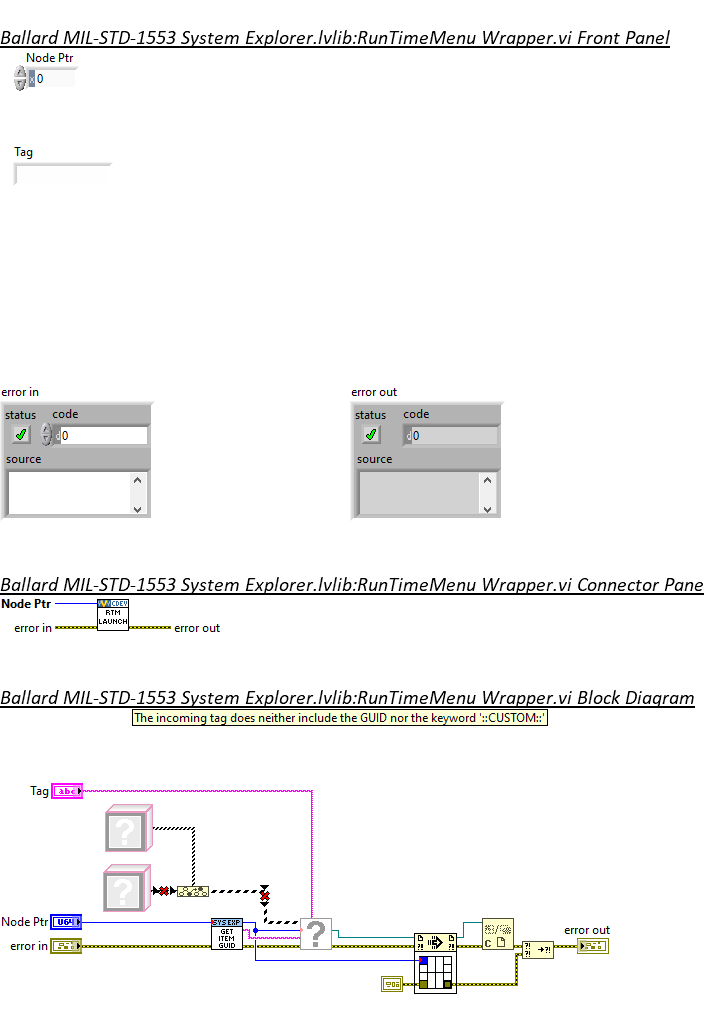 Ballard MIL-STD-1553 System Explorer.lvlib:RunTimeMenu Wrapper.vi Front Panel
Node Ptr
x 0
Tag
error in
status code
d 0
source
error out
status code
d 0
source
Ballard MIL-STD-1553 System Explorer.lvlib:RunTimeMenu Wrapper.vi Connector Pane
Node Ptr
CDEV
RTM
LAUNCH
error in
error out
Ballard MIL-STD-1553 System Explorer.lvlib:RunTimeMenu Wrapper.vi Block Diagram
The incoming tag does neither include the GUID nor the keyword '::CUSTOM::'
Tag
abc
?
?
Node Ptr
U64
SYS EXP
GET
ITEM
GUID
?
error in
error out
?!
?!
C
?!
?!
?!